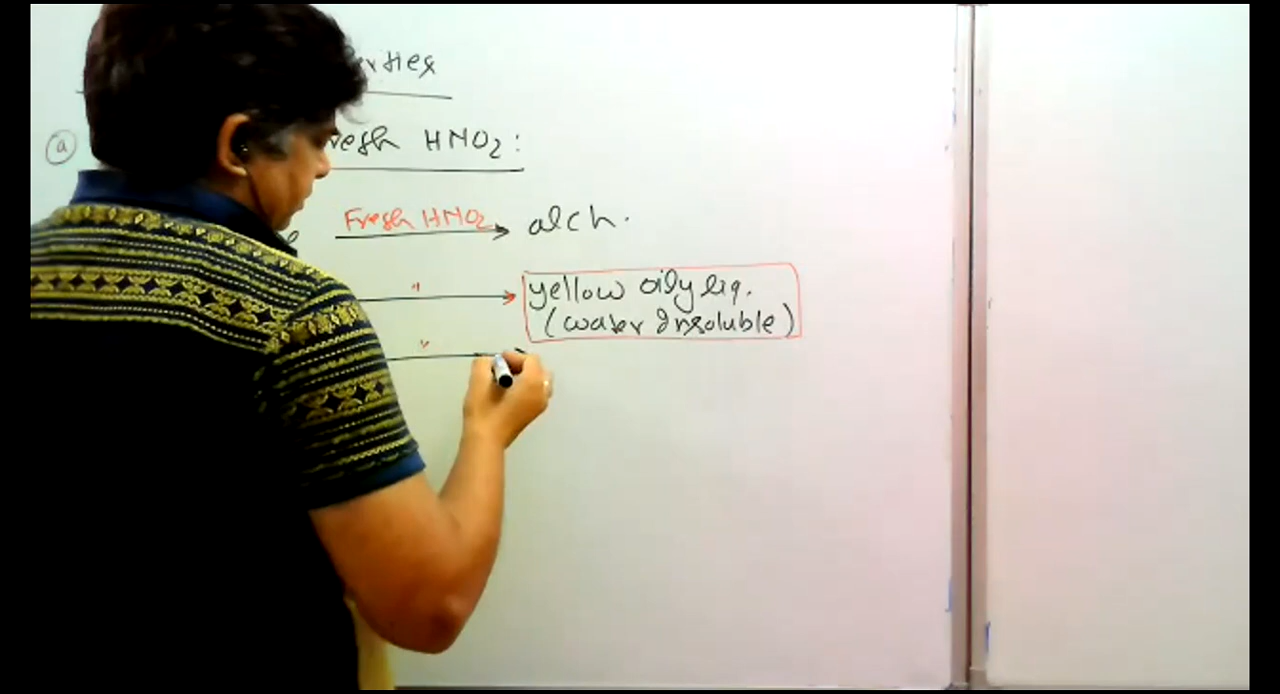 ⓐ HNO2:
Fresh HNO2 alch.
" yellow oily liq.
(water Insoluble)
"